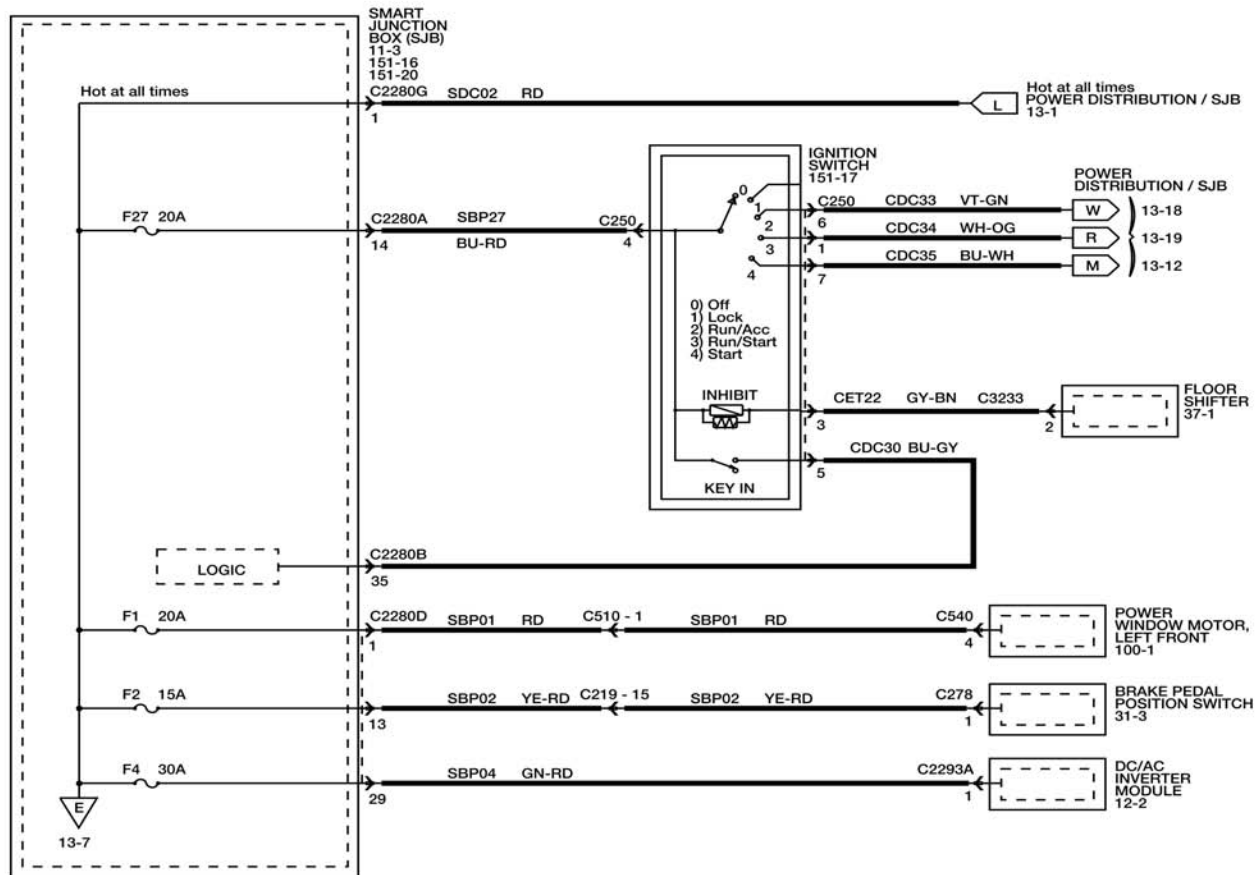 SMART
JUNCTION
BOX (SJB)
11-3
151-16
151-20
Hot at all times
C2280G SDC02 RD
1
L
Hot at all times
POWER DISTRIBUTION / SJB
13-1
IGNITION
SWITCH
151-17
POWER
DISTRIBUTION / SJB
F27 20A
C2280A SBP27 C250
14 BU-RD 4
0
1
2
3
4
C250 CDC33 VT-GN W 13-18
6
CDC34 WH-OG R 13-19
1
CDC35 BU-WH M 13-12
7
0) Off
1) Lock
2) Run/Acc
3) Run/Start
4) Start
INHIBIT
CET22 GY-BN C3233
3 2
FLOOR
SHIFTER
37-1
CDC30 BU-GY
5
KEY IN
LOGIC
C2280B
35
F1 20A
C2280D SBP01 RD C510 - 1 SBP01 RD C540
1 4
POWER
WINDOW MOTOR,
LEFT FRONT
100-1
F2 15A
SBP02 YE-RD C219 - 15 SBP02 YE-RD C278
13 1
BRAKE PEDAL
POSITION SWITCH
31-3
F4 30A
SBP04 GN-RD C2293A
29 1
DC/AC
INVERTER
MODULE
12-2
E
13-7